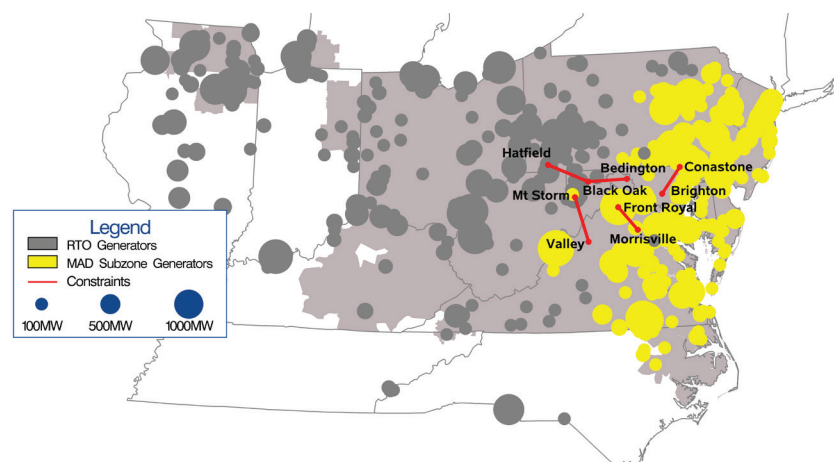 Hatfield
Bedington
Conastone
Mt Storm
Black Oak
Brighton
Front Royal
Valley
Morrisville
Legend
RTO Generators
MAD Subzone Generators
Constraints
100MW
500MW
1000MW